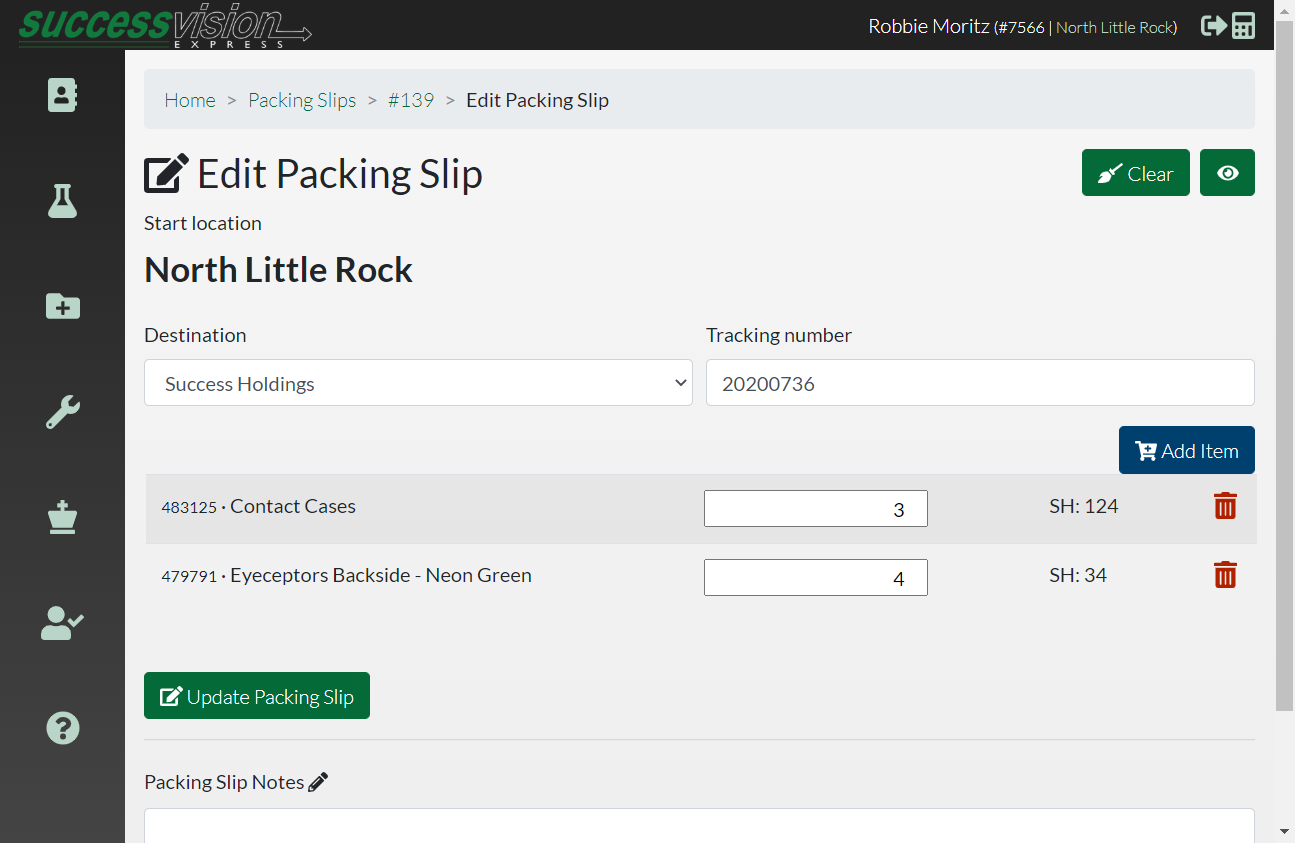 successvision
EXPRESS
Robbie Moritz (#7566 | North Little Rock)
Home > Packing Slips > #139 > Edit Packing Slip
Edit Packing Slip
Clear
Start location
North Little Rock
Destination
Tracking number
Success Holdings
20200736
Add Item
483125 · Contact Cases 3 SH: 124
479791 · Eyeceptors Backside - Neon Green 4 SH: 34
Update Packing Slip
Packing Slip Notes